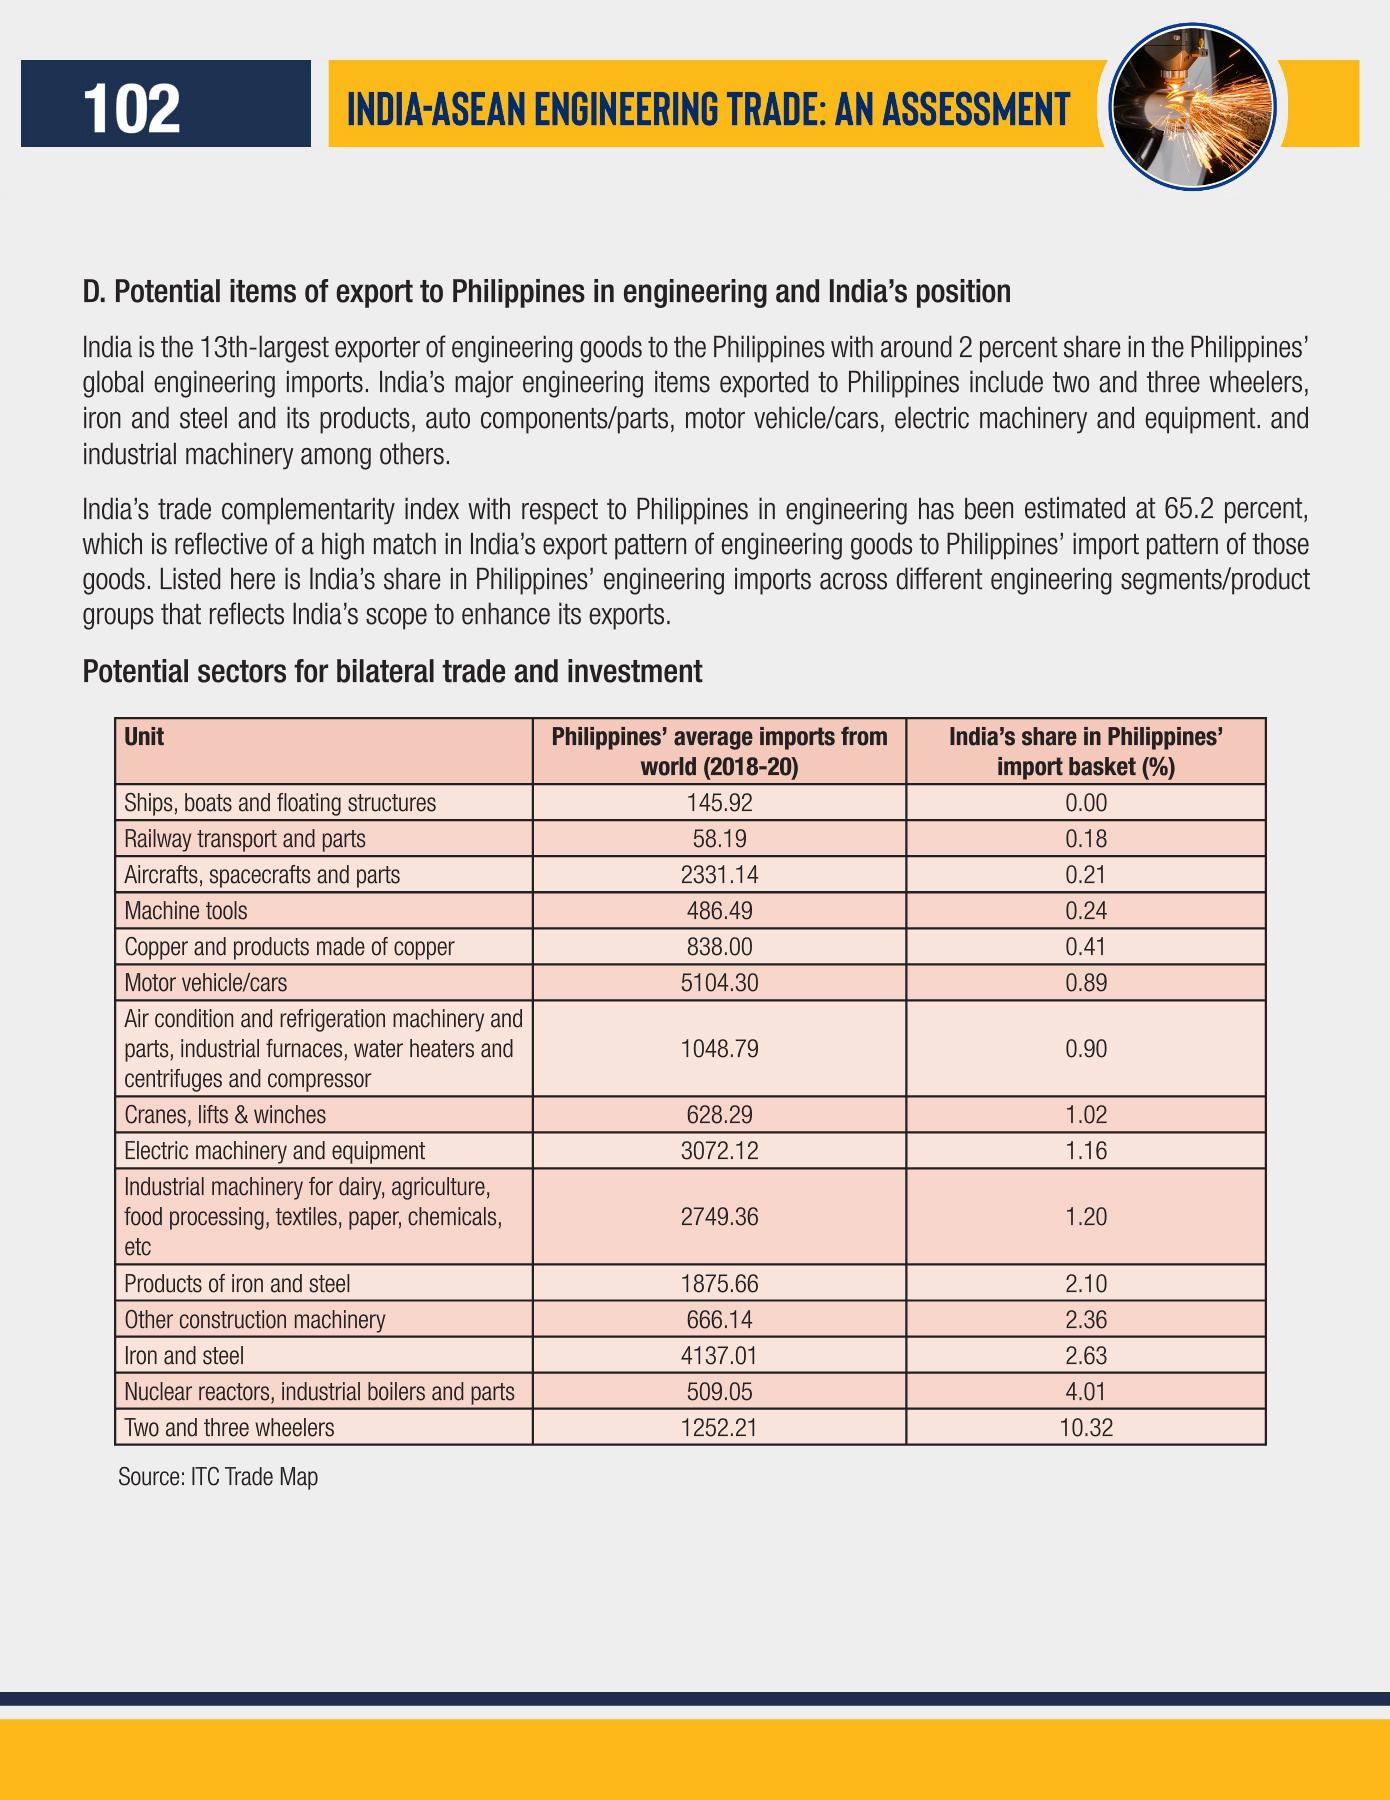 102
INDIA-ASEAN ENGINEERING TRADE: AN ASSESSMENT
D. Potential items of export to Philippines in engineering and India’s position
India is the 13th-largest exporter of engineering goods to the Philippines with around 2 percent share in the Philippines’
global engineering imports. India’s major engineering items exported to Philippines include two and three wheelers,
iron and steel and its products, auto components/parts, motor vehicle/cars, electric machinery and equipment. and
industrial machinery among others.
India’s trade complementarity index with respect to Philippines in engineering has been estimated at 65.2 percent,
which is reflective of a high match in India’s export pattern of engineering goods to Philippines’ import pattern of those
goods. Listed here is India’s share in Philippines’ engineering imports across different engineering segments/product
groups that reflects India’s scope to enhance its exports.
Potential sectors for bilateral trade and investment
Unit Philippines’ average imports from India’s share in Philippines’
world (2018-20) import basket (%)
Ships, boats and floating structures 145.92 0.00
Railway transport and parts 58.19 0.18
Aircrafts, spacecrafts and parts 2331.14 0.21
Machine tools 486.49 0.24
Copper and products made of copper 838.00 0.41
Motor vehicle/cars 5104.30 0.89
Air condition and refrigeration machinery and
parts, industrial furnaces, water heaters and 1048.79 0.90
centrifuges and compressor
Cranes, lifts & winches 628.29 1.02
Electric machinery and equipment 3072.12 1.16
Industrial machinery for dairy, agriculture,
food processing, textiles, paper, chemicals, 2749.36 1.20
etc
Products of iron and steel 1875.66 2.10
Other construction machinery 666.14 2.36
Iron and steel 4137.01 2.63
Nuclear reactors, industrial boilers and parts 509.05 4.01
Two and three wheelers 1252.21 10.32
Source: ITC Trade Map